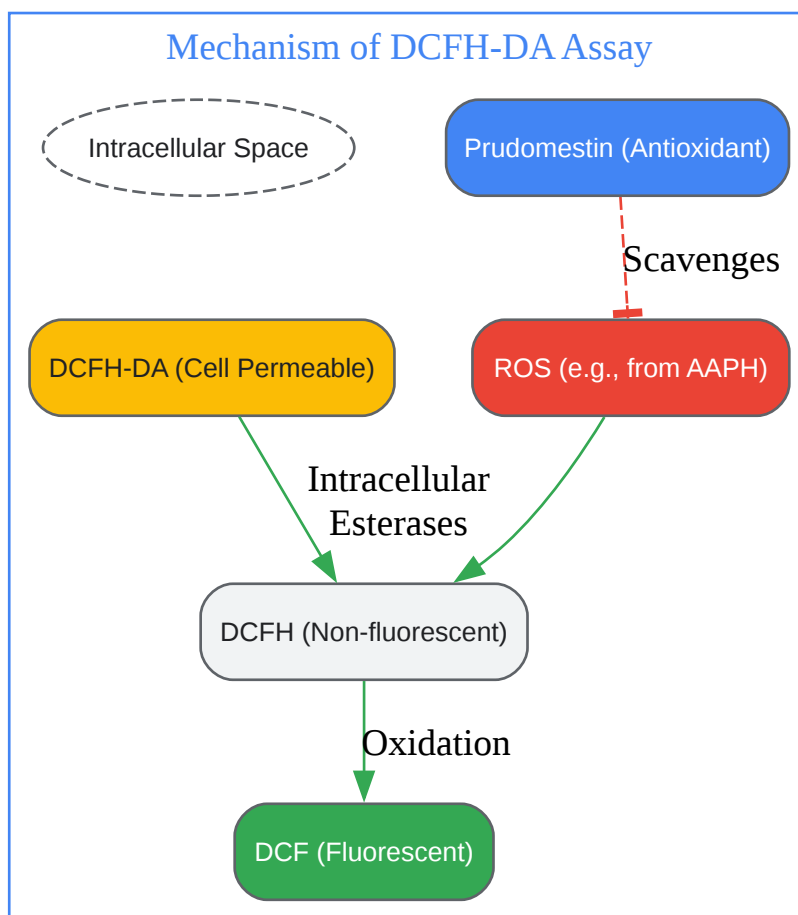 Mechanism of DCFH-DA Assay
Intracellular Space
Prudomestin (Antioxidant)
Scavenges
DCFH-DA (Cell Permeable)
ROS (e.g., from AAPH)
Intracellular
Esterases
DCFH (Non-fluorescent)
Oxidation
DCF (Fluorescent)